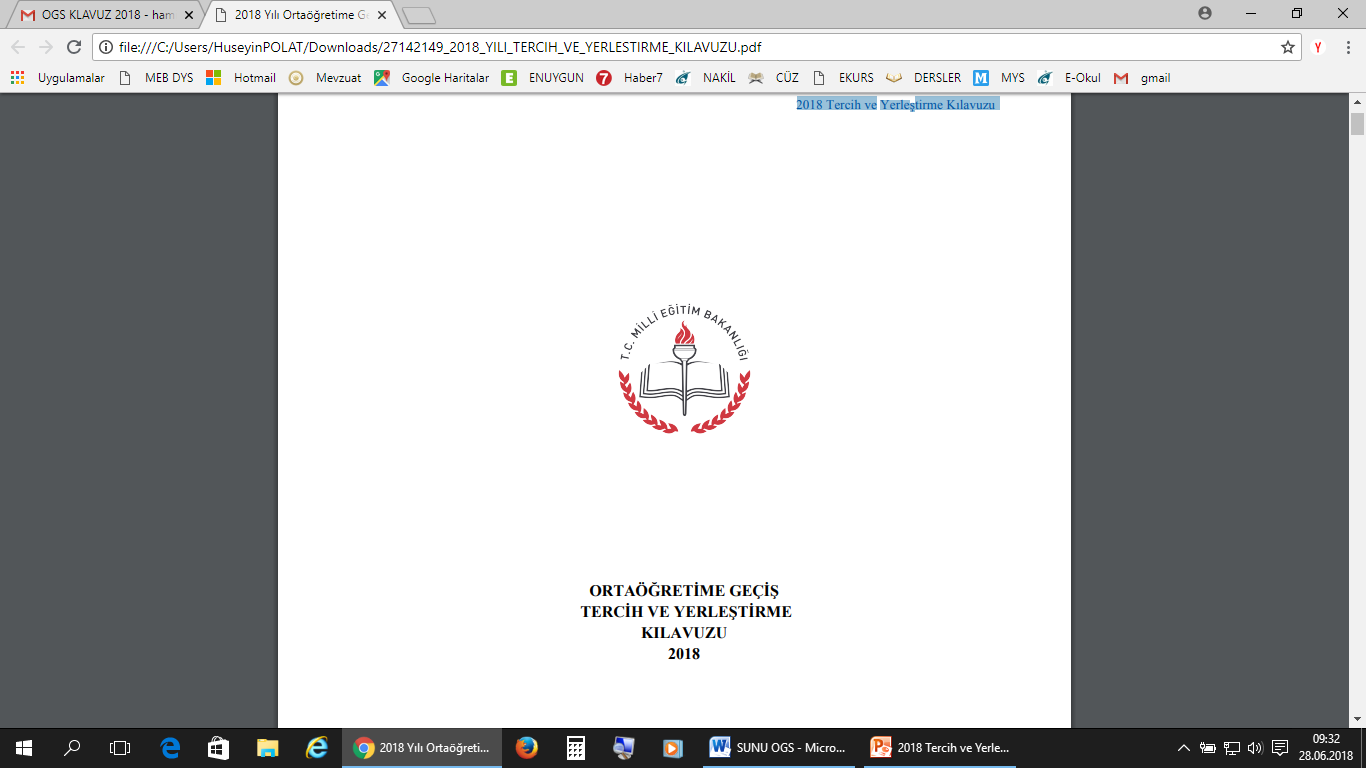 OGS KLAVUZ 2018 - ham
2018 Yılı Ortaöğretime Ge
file:///C:/Users/HuseyinPOLAT/Downloads/27142149_2018_YILI_TERCIH_VE_YERLESTIRME_KILAVUZU.pdf
Uygulamalar MEB DYS Hotmail Mevzuat Google Haritalar ENUYGUN Haber7 NAKİL CÜZ EKURS DERSLER MYS E-Okul gmail
2018 Tercih ve Yerleştirme Kılavuzu
T.C. MİLLİ EĞİTİM BAKANLIĞI
ORTAÖĞRETİME GEÇİŞ
TERCİH VE YERLEŞTİRME
KILAVUZU
2018
2018 Yılı Ortaöğreti... SUNU OGS - Micro... 2018 Tercih ve Yerle...
09:32
28.06.2018